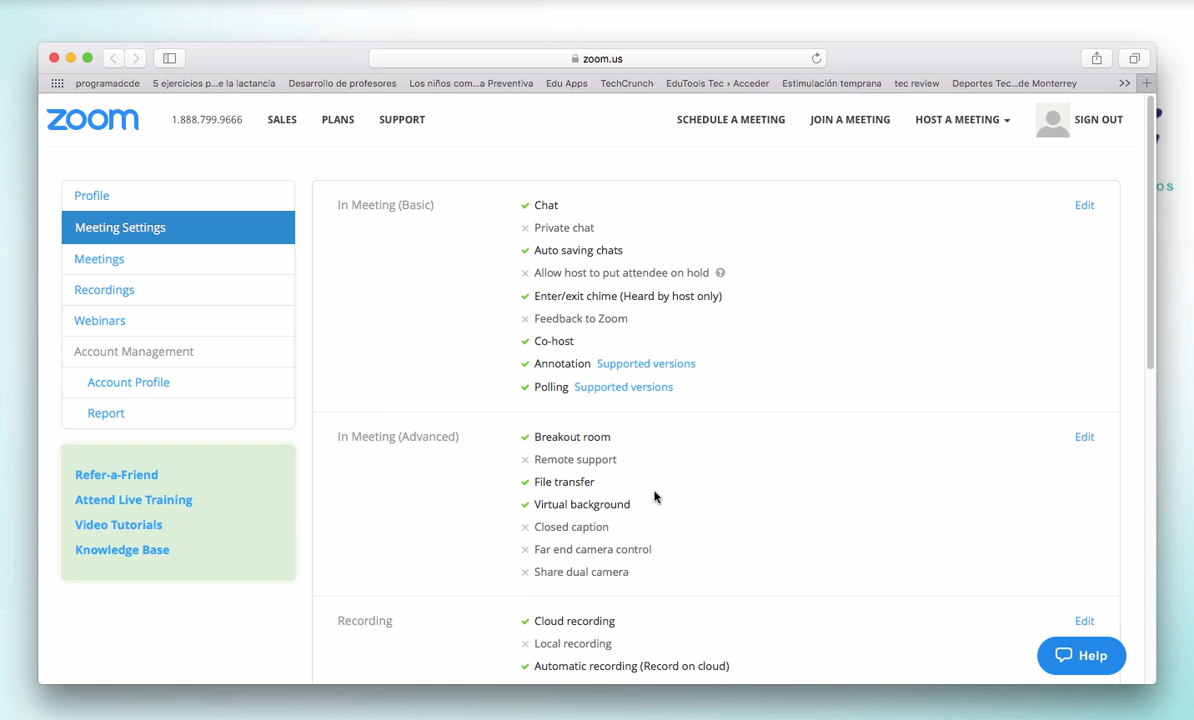 zoom.us
programadcde 5 ejercicios p...e la lactancia Desarrollo de profesores Los niños com...a Preventiva Edu Apps TechCrunch EduTools Tec > Acceder Estimulación temprana tec review Deportes Tec...de Monterrey >> +
zoom 1.888.799.9666 SALES PLANS SUPPORT SCHEDULE A MEETING JOIN A MEETING HOST A MEETING SIGN OUT
OS
Profile
Meeting Settings
Meetings
Recordings
Webinars
Account Management
Account Profile
Report
Refer-a-Friend
Attend Live Training
Video Tutorials
Knowledge Base
In Meeting (Basic)
Chat
Edit
Private chat
Auto saving chats
Allow host to put attendee on hold ?
Enter/exit chime (Heard by host only)
Feedback to Zoom
Co-host
Annotation Supported versions
Polling Supported versions
In Meeting (Advanced)
Breakout room
Edit
Remote support
File transfer
Virtual background
Closed caption
Far end camera control
Share dual camera
Recording
Cloud recording
Edit
Local recording
Automatic recording (Record on cloud)
Help